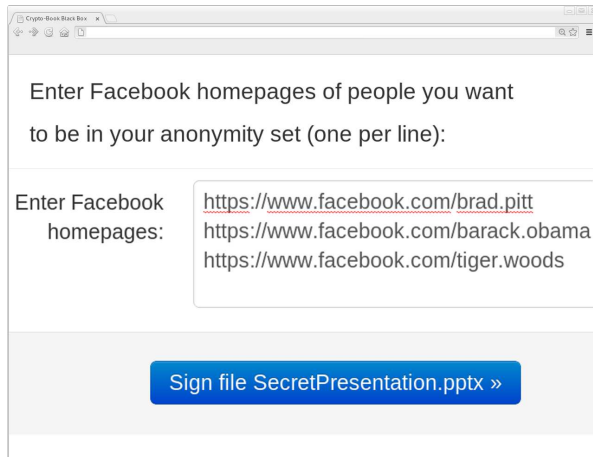 Crypto-Book Black Box
Enter Facebook homepages of people you want
to be in your anonymity set (one per line):
Enter Facebook
homepages:
https://www.facebook.com/brad.pitt
https://www.facebook.com/barack.obama
https://www.facebook.com/tiger.woods
Sign file SecretPresentation.pptx »